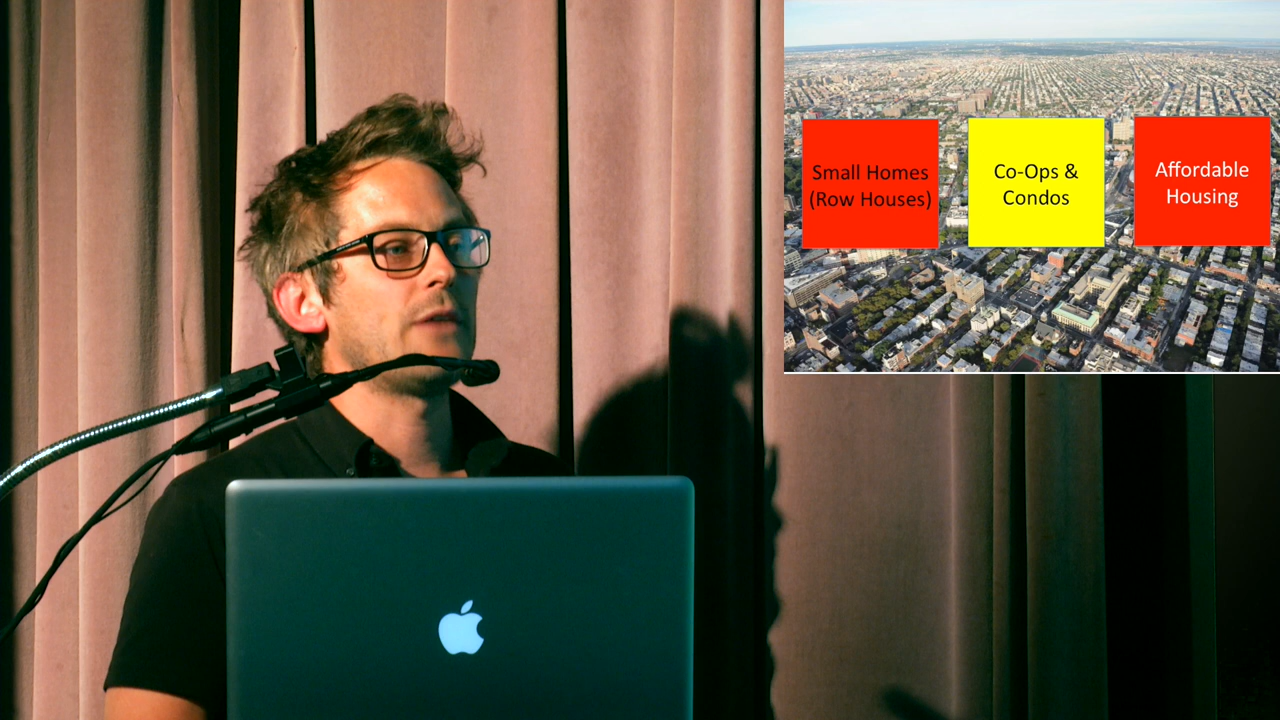 Small Homes
(Row Houses)
Co-Ops &
Condos
Affordable
Housing